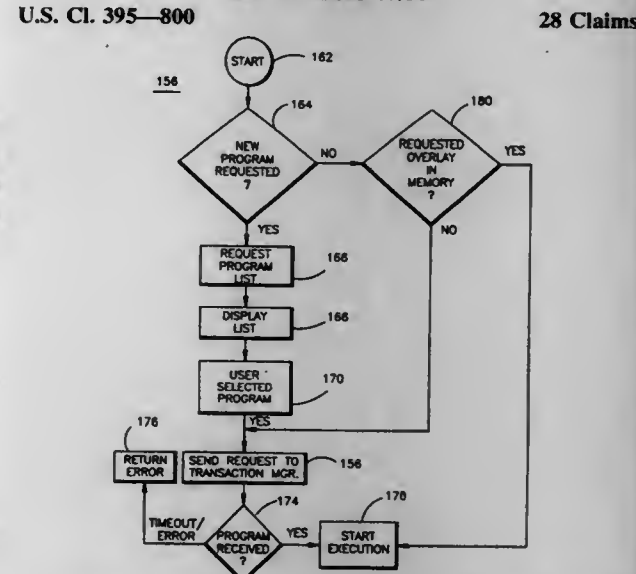 U.S. Cl. 395—800
28 Claims
156
START
162
164
NEW
PROGRAM
REQUESTED
?
NO
180
REQUESTED
OVERLAY
IN
MEMORY
?
YES
NO
YES
REQUEST
PROGRAM
LIST
166
DISPLAY
LIST
166
USER
SELECTED
PROGRAM
170
YES
176
RETURN
ERROR
SEND REQUEST TO
TRANSACTION MGR.
156
174
TIMEOUT/
ERROR
PROGRAM
RECEIVED
?
YES
178
START
EXECUTION